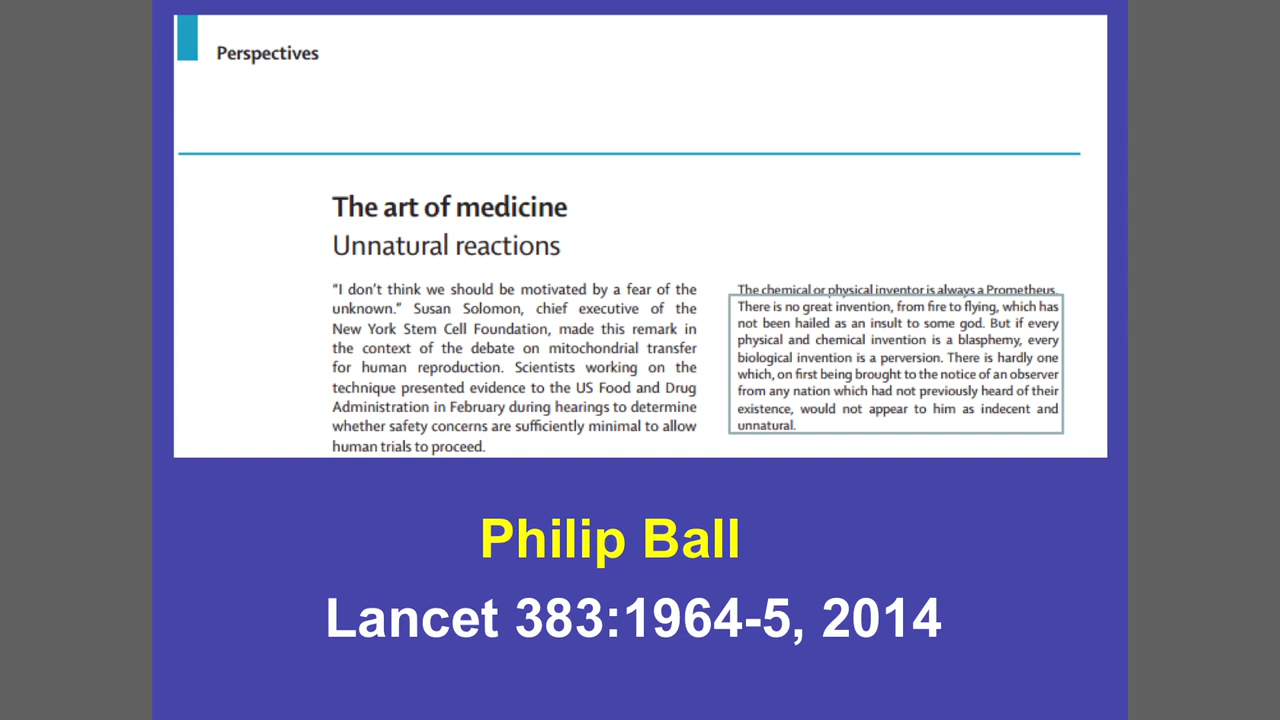 Perspectives
The art of medicine
Unnatural reactions
“I don’t think we should be motivated by a fear of the
unknown.” Susan Solomon, chief executive of the
New York Stem Cell Foundation, made this remark in
the context of the debate on mitochondrial transfer
for human reproduction. Scientists working on the
technique presented evidence to the US Food and Drug
Administration in February during hearings to determine
whether safety concerns are sufficiently minimal to allow
human trials to proceed.
The chemical or physical inventor is always a Prometheus.
There is no great invention, from fire to flying, which has
not been hailed as an insult to some god. But if every
physical and chemical invention is a blasphemy, every
biological invention is a perversion. There is hardly one
which, on first being brought to the notice of an observer
from any nation which had not previously heard of their
existence, would not appear to him as indecent and
unnatural.
Philip Ball
Lancet 383:1964-5, 2014